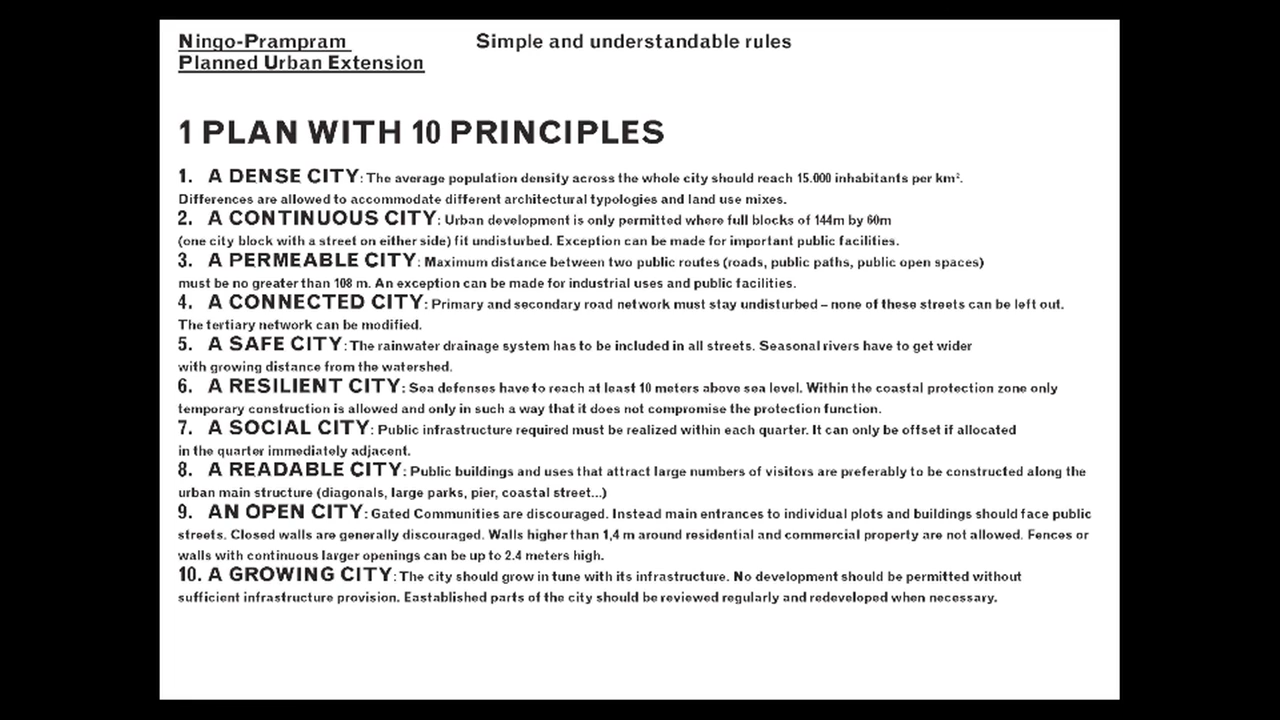 Ningo-Prampram
Planned Urban Extension
Simple and understandable rules
1 PLAN WITH 10 PRINCIPLES
1. A DENSE CITY: The average population density across the whole city should reach 15.000 inhabitants per km².
Differences are allowed to accommodate different architectural typologies and land use mixes.
2. A CONTINUOUS CITY: Urban development is only permitted where full blocks of 144m by 60m
(one city block with a street on either side) fit undisturbed. Exception can be made for important public facilities.
3. A PERMEABLE CITY: Maximum distance between two public routes (roads, public paths, public open spaces)
must be no greater than 108 m. An exception can be made for industrial uses and public facilities.
4. A CONNECTED CITY: Primary and secondary road network must stay undisturbed – none of these streets can be left out.
The tertiary network can be modified.
5. A SAFE CITY: The rainwater drainage system has to be included in all streets. Seasonal rivers have to get wider
with growing distance from the watershed.
6. A RESILIENT CITY: Sea defenses have to reach at least 10 meters above sea level. Within the coastal protection zone only
temporary construction is allowed and only in such a way that it does not compromise the protection function.
7. A SOCIAL CITY: Public infrastructure required must be realized within each quarter. It can only be offset if allocated
in the quarter immediately adjacent.
8. A READABLE CITY: Public buildings and uses that attract large numbers of visitors are preferably to be constructed along the
urban main structure (diagonals, large parks, pier, coastal street...)
9. AN OPEN CITY: Gated Communities are discouraged. Instead main entrances to individual plots and buildings should face public
streets. Closed walls are generally discouraged. Walls higher than 1,4 m around residential and commercial property are not allowed. Fences or
walls with continuous larger openings can be up to 2.4 meters high.
10. A GROWING CITY: The city should grow in tune with its infrastructure. No development should be permitted without
sufficient infrastructure provision. Eastablished parts of the city should be reviewed regularly and redeveloped when necessary.